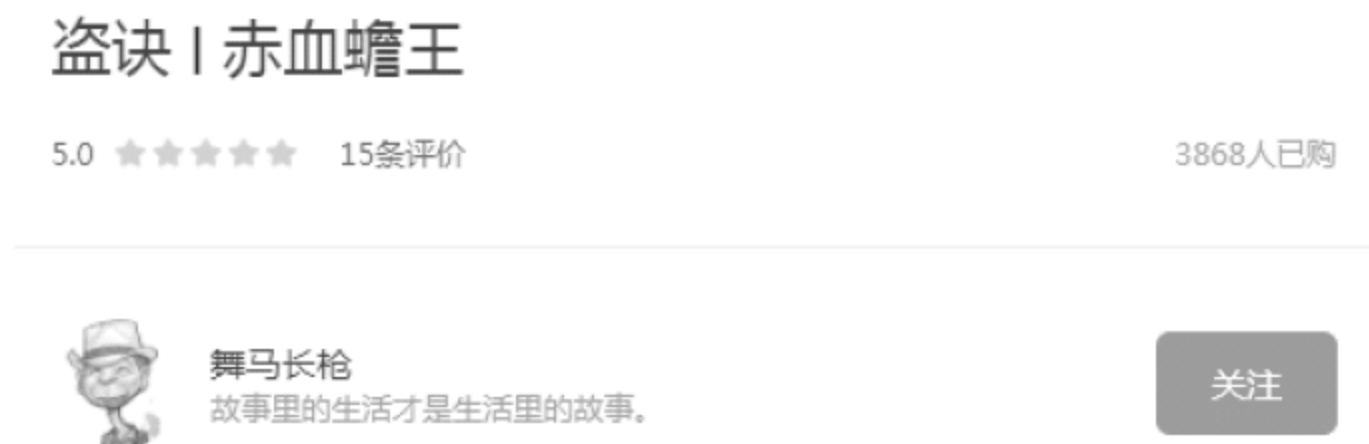 盗诀 | 赤血蟾王
5.0 15条评价 3868人已购
舞马长枪
故事里的生活才是生活里的故事。
关注